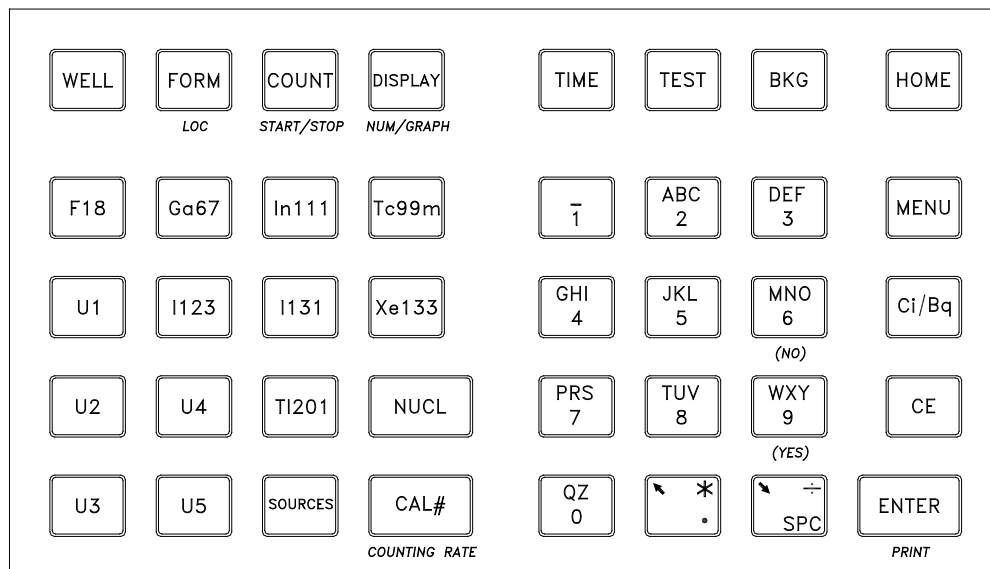 WELL FORM COUNT DISPLAY TIME TEST BKG HOME
LOC START/STOP NUM/GRAPH
F18 Ga67 In111 Tc99m – 1 ABC 2 DEF 3 MENU
U1 I123 I131 Xe133 GHI 4 JKL 5 MNO 6 Ci/Bq
(NO)
U2 U4 Tl201 NUCL PRS 7 TUV 8 WXY 9 CE
(YES)
U3 U5 SOURCES CAL# QZ 0 * . ÷ SPC ENTER
COUNTING RATE PRINT